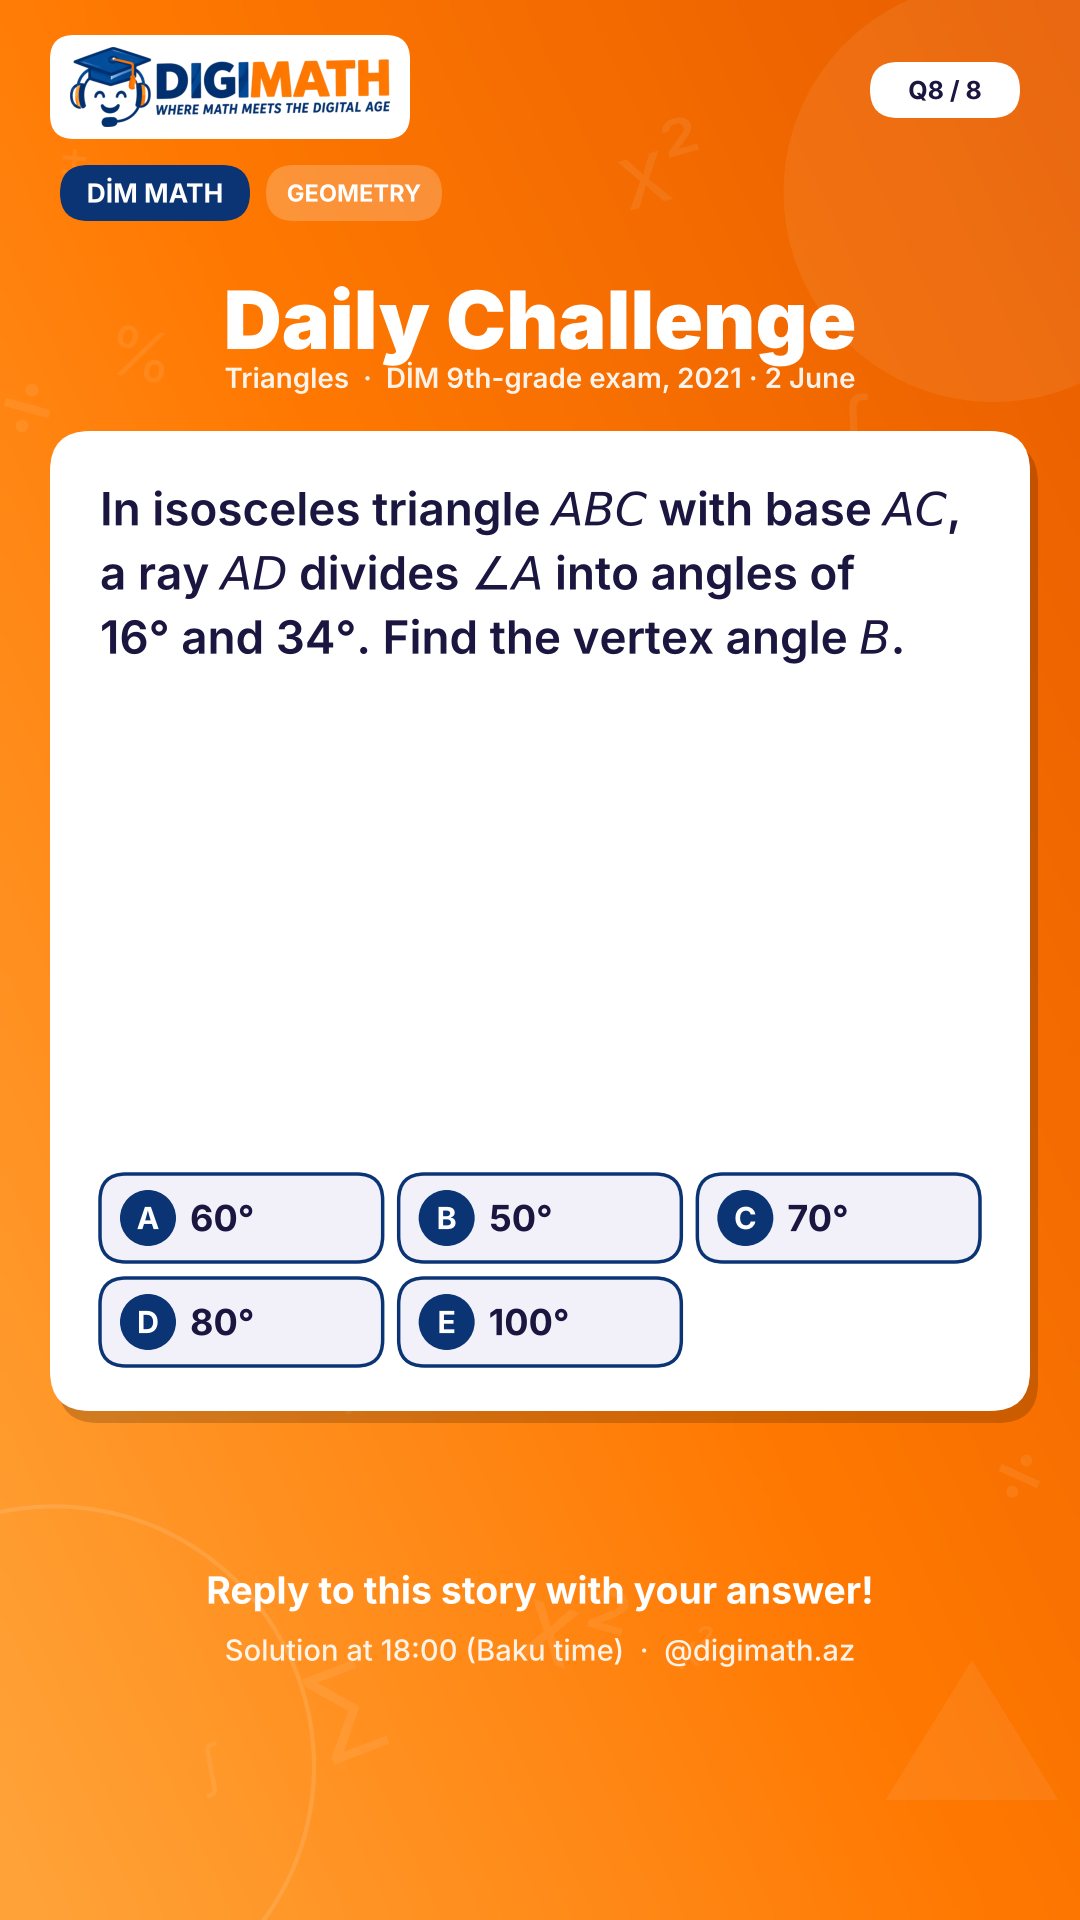 DIGIMATH
WHERE MATH MEETS THE DIGITAL AGE
Q8 / 8
DİM MATH
GEOMETRY
Daily Challenge
Triangles · DİM 9th-grade exam, 2021 · 2 June
In isosceles triangle ABC with base AC,
a ray AD divides ∠A into angles of
16° and 34°. Find the vertex angle B.
A 60°
B 50°
C 70°
D 80°
E 100°
Reply to this story with your answer!
Solution at 18:00 (Baku time) · @digimath.az